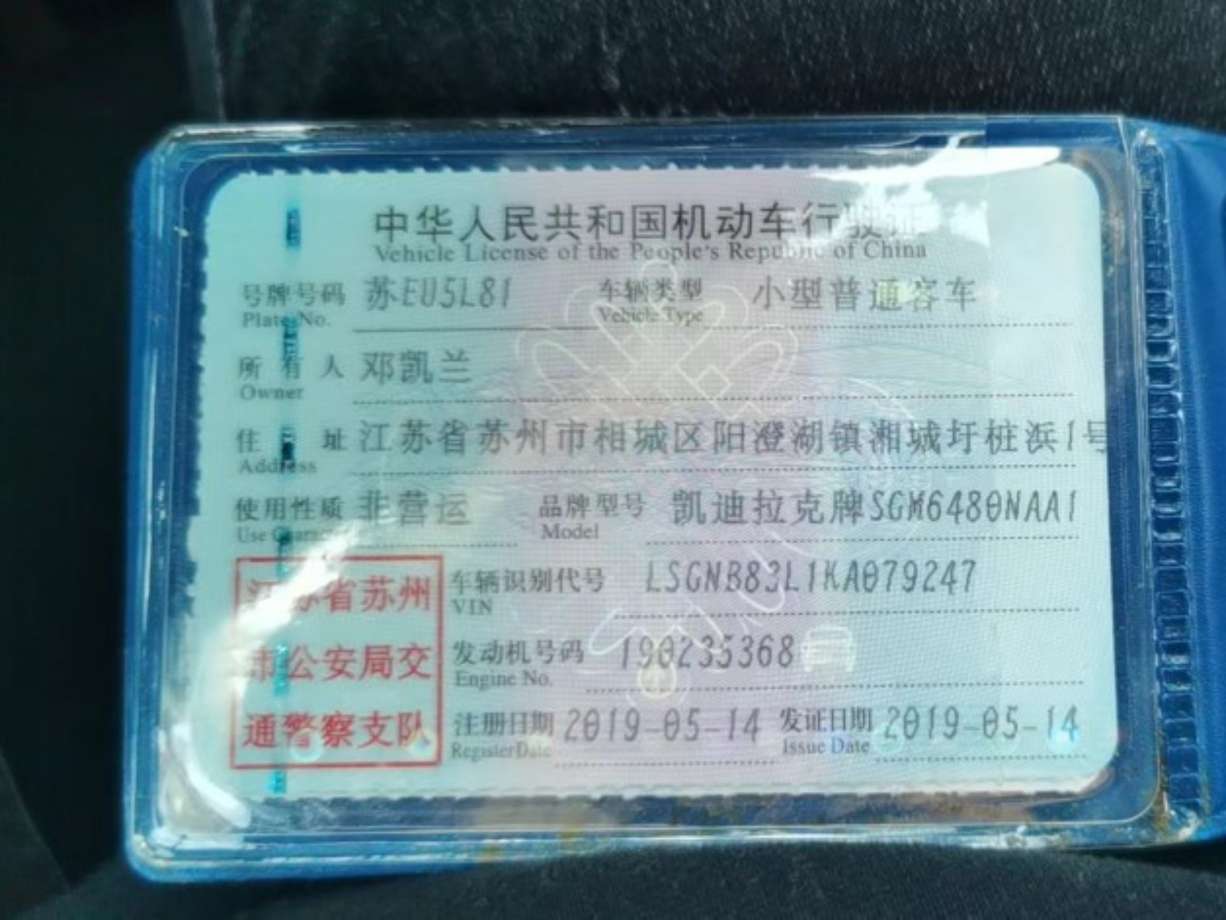 中华人民共和国机动车行驶证
Vehicle License of the People's Republic of China
号牌号码 苏EU5L81 车辆类型 小型普通客车
Plate No. Vehicle Type
所有人 邓凯兰
Owner
住址 江苏省苏州市相城区阳澄湖镇湘城圩桩浜1号
Address
使用性质 非营运 品牌型号 凯迪拉克牌SGM6480NAA1
Use Character Model
江苏省苏州 车辆识别代号 LSGNB83L1KA079247
VIN
市公安局交 发动机号码 190235368
Engine No.
通警察支队 注册日期 2019-05-14 发证日期 2019-05-14
Register Date Issue Date